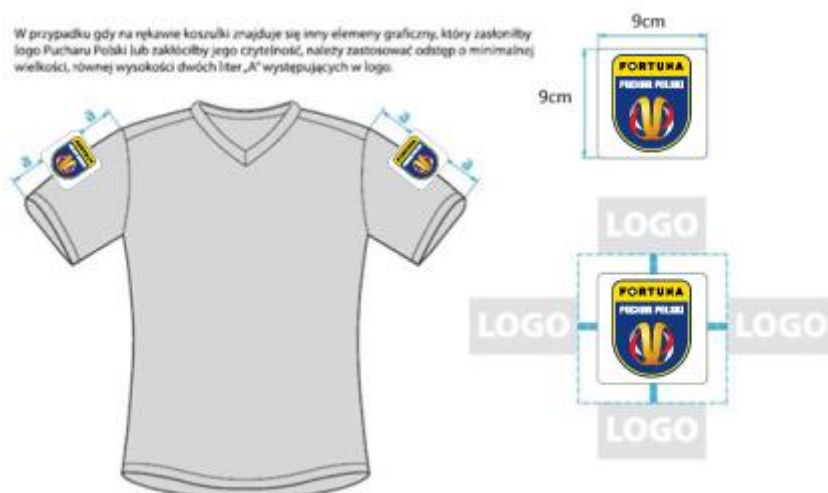 W przypadku gdy na rękawie koszulki znajduje się inny elemeny graficzny, który zasłoniłby
logo Pucharu Polski lub zakłóciłby jego czytelność, należy zastosować odstęp o minimalnej
wielkości, równej wysokości dwóch liter „A" występujących w logo.
9cm
9cm
FORTUNA
PUCHAR POLSKI
a
a
a
a
FORTUNA
LOGO
FORTUNA
PUCHAR POLSKI
LOGO
LOGO
LOGO